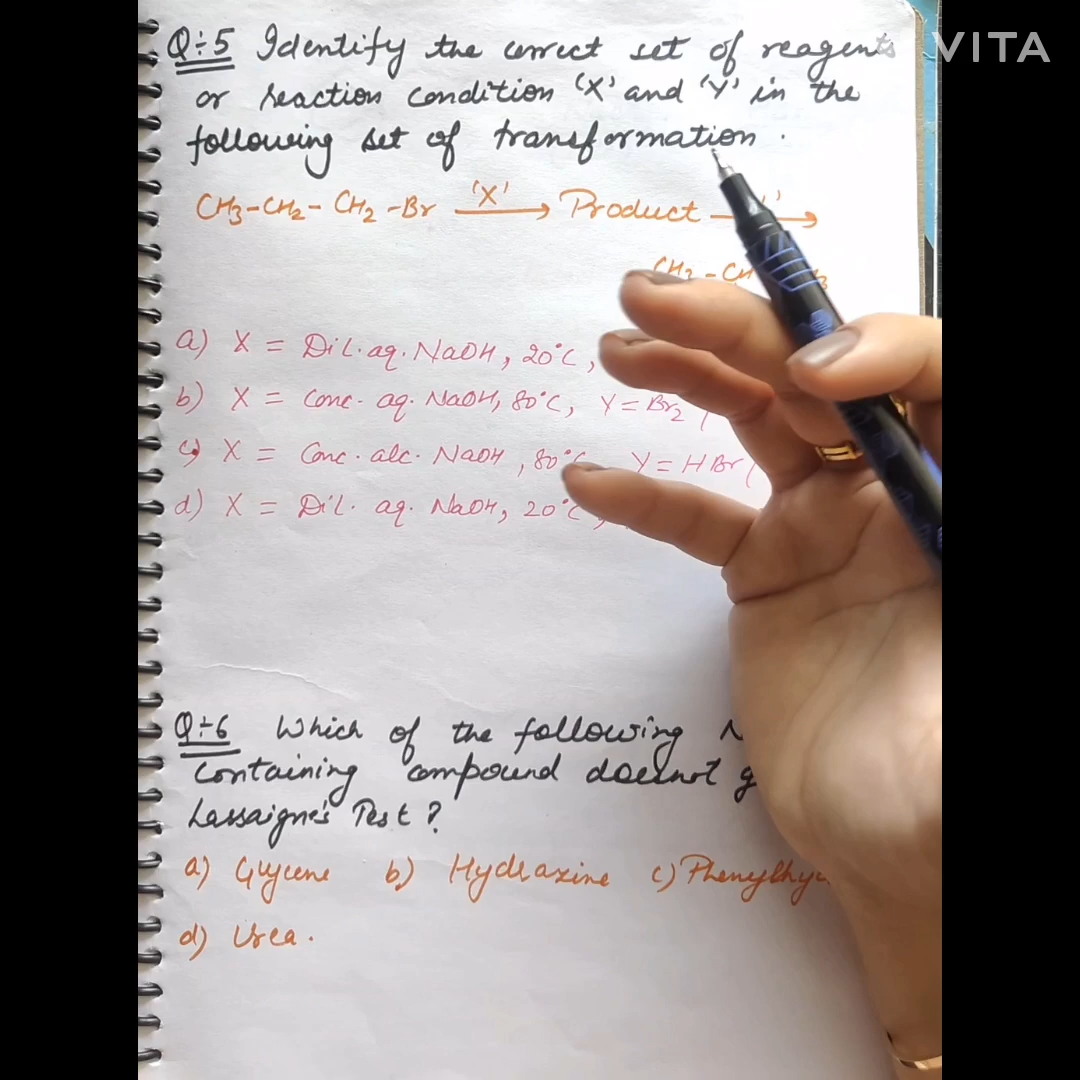 VITA
Q÷5 Identify the correct set of reagents
or reaction condition 'X' and 'Y' in the
following set of transformation.
CH3-CH2-CH2-Br 'X' Product
a) X = Dil. aq. NaOH, 20°C,
b) X = Conc. aq. NaOH, 80°C, Y = Br2
c) X = Conc. alc. NaOH, 80°C Y = HBr
d) X = Dil. aq. NaOH, 20°C,
Q÷6 Which of the following
Containing compound doesnot
Lassaigne's Test?
a) Glycene b) Hydrazine c)
d) Urea.